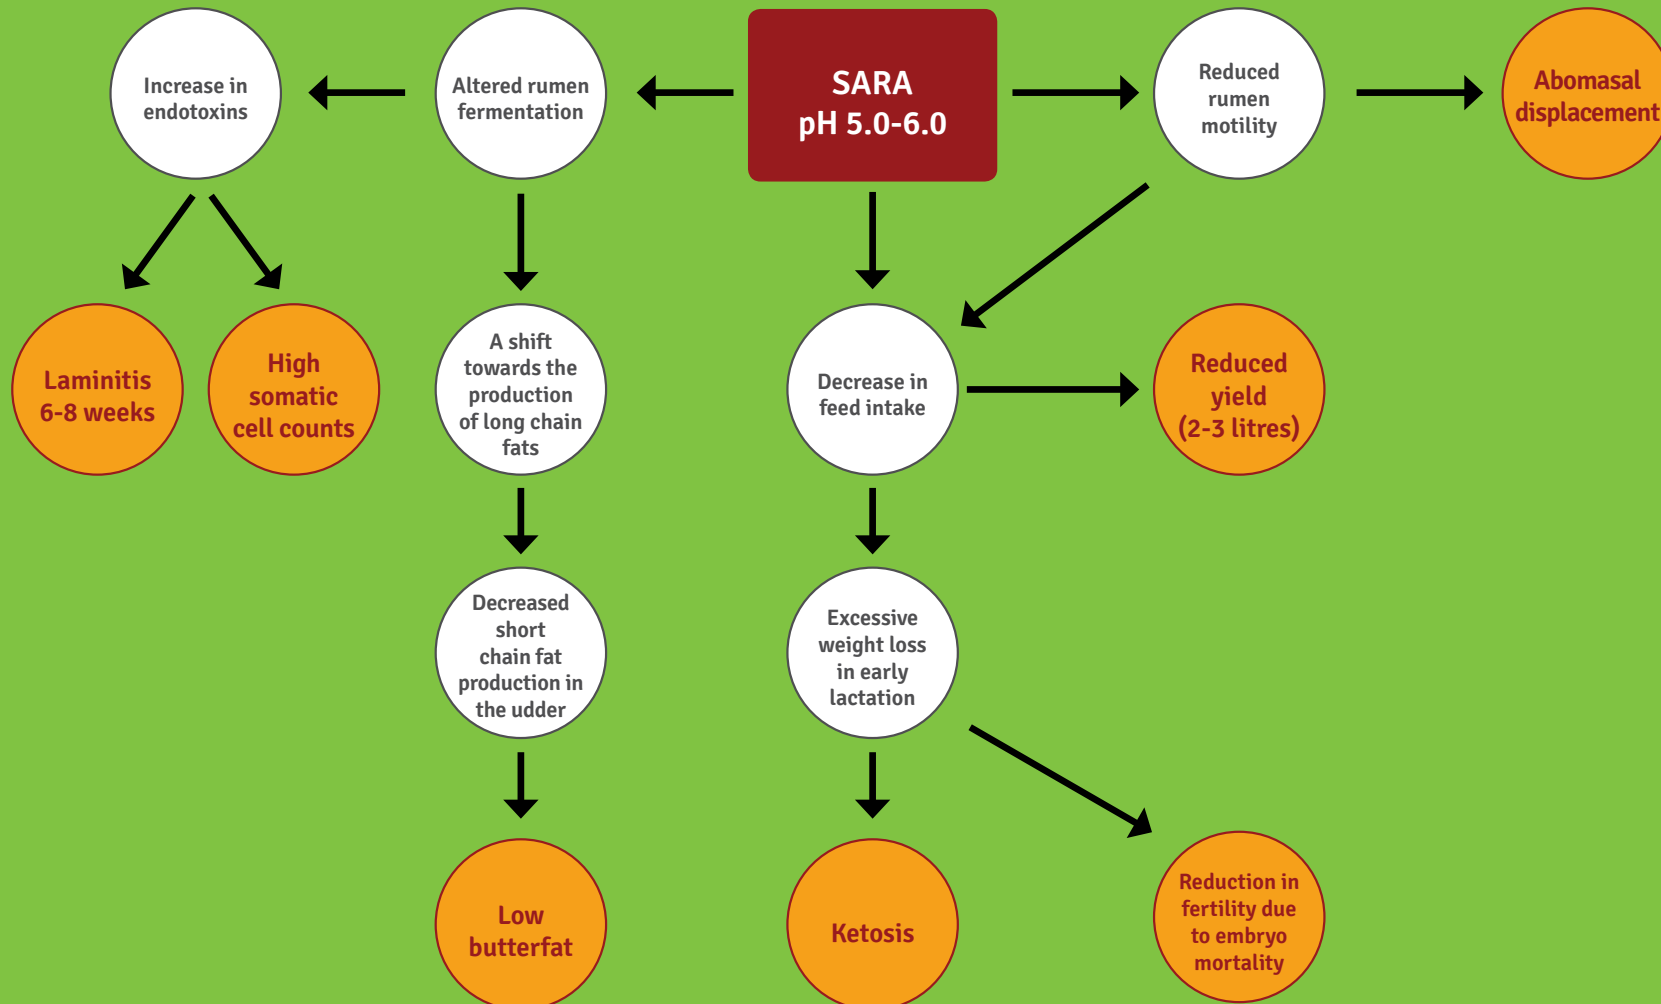 Increase in
endotoxins
Altered rumen
fermentation
SARA
pH 5.0-6.0
Reduced
rumen
motility
Abomasal
displacement
Laminitis
6-8 weeks
High
somatic
cell counts
A shift
towards the
production
of long chain
fats
Decrease in
feed intake
Reduced
yield
(2-3 litres)
Decreased
short
chain fat
production in
the udder
Excessive
weight loss
in early
lactation
Low
butterfat
Ketosis
Reduction in
fertility due
to embryo
mortality